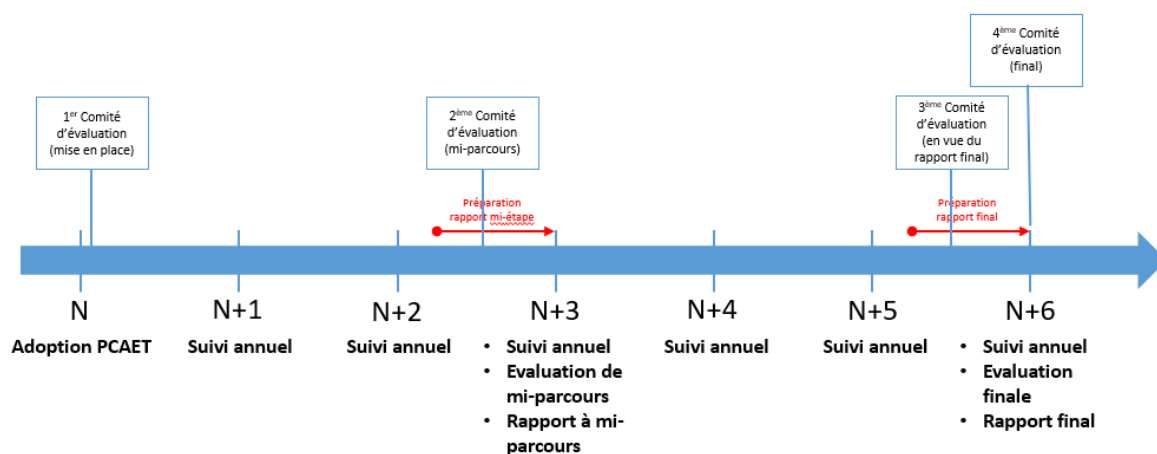 4ème Comité
d'évaluation
(final)
1er Comité
d'évaluation
(mise en place)
2ème Comité
d'évaluation
(mi-parcours)
3ème Comité
d'évaluation
(en vue du
rapport final)
Préparation
rapport mi-étape
Préparation
rapport final
N
N+1
N+2
N+3
N+4
N+5
N+6
Adoption PCAET
Suivi annuel
Suivi annuel
• Suivi annuel
• Evaluation de
mi-parcours
• Rapport à mi-
parcours
Suivi annuel
Suivi annuel
• Suivi annuel
• Evaluation
finale
• Rapport final